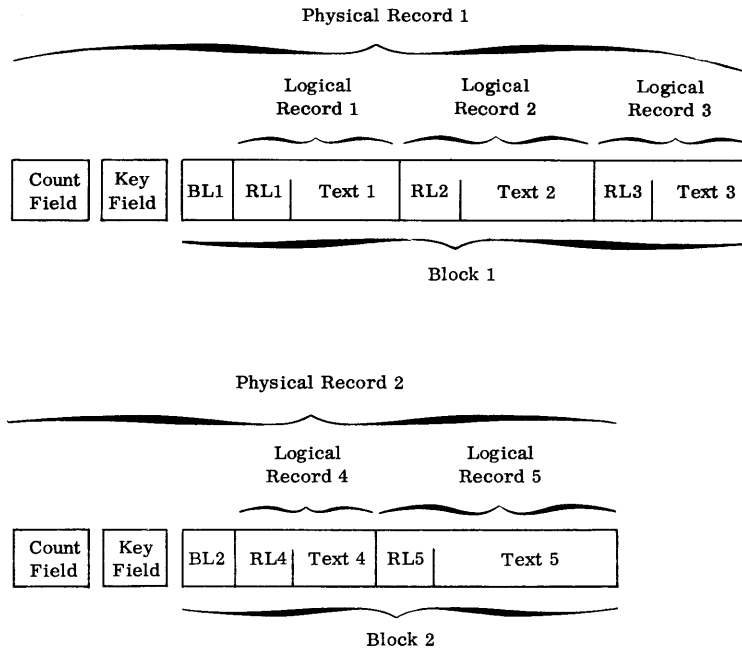 Physical Record 1
Logical Record 1
Logical Record 2
Logical Record 3
Count Field
Key Field
BL1
RL1
Text 1
RL2
Text 2
RL3
Text 3
Block 1
Physical Record 2
Logical Record 4
Logical Record 5
Count Field
Key Field
BL2
RL4
Text 4
RL5
Text 5
Block 2